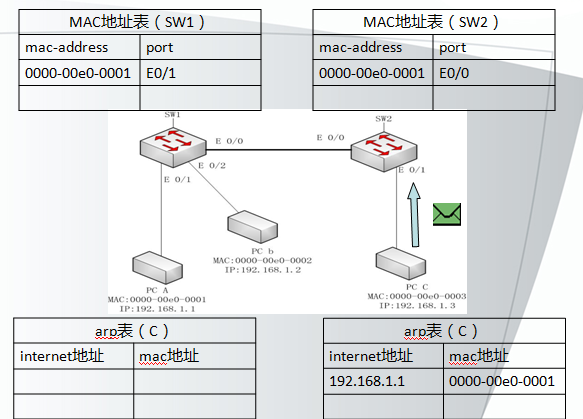 MAC地址表(SW1)
mac-address port
0000-00e0-0001 E0/1
MAC地址表(SW2)
mac-address port
0000-00e0-0001 E0/0
SW1
SW2
E 0/0
E 0/0
E 0/2
E 0/1
E 0/1
PC b
MAC:0000-00e0-0002
IP:192.168.1.2
PC A
MAC:0000-00e0-0001
IP:192.168.1.1
PC C
MAC:0000-00e0-0003
IP:192.168.1.3
arp表(C)
internet地址 mac地址
arp表(C)
internet地址 mac地址
192.168.1.1 0000-00e0-0001